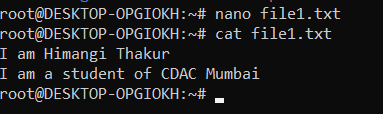 root@DESKTOP-OPGIOKH:~# nano file1.txt
root@DESKTOP-OPGIOKH:~# cat file1.txt
I am Himangi Thakur
I am a student of CDAC Mumbai
root@DESKTOP-OPGIOKH:~#